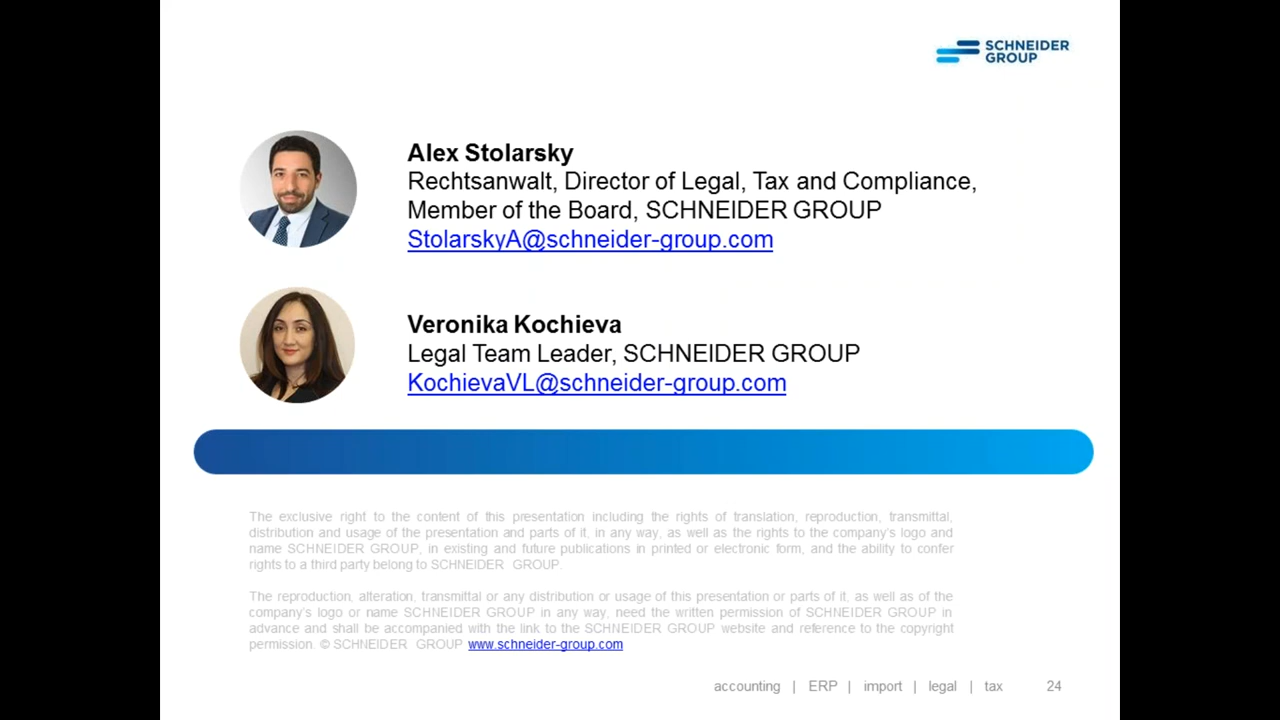 SCHNEIDER
GROUP
Alex Stolarsky
Rechtsanwalt, Director of Legal, Tax and Compliance,
Member of the Board, SCHNEIDER GROUP
StolarskyA@schneider-group.com
Veronika Kochieva
Legal Team Leader, SCHNEIDER GROUP
KochievaVL@schneider-group.com
The exclusive right to the content of this presentation including the rights of translation, reproduction, transmittal,
distribution and usage of the presentation and parts of it, in any way, as well as the rights to the company's logo and
name SCHNEIDER GROUP, in existing and future publications in printed or electronic form, and the ability to confer
rights to a third party belong to SCHNEIDER GROUP.
The reproduction, alteration, transmittal or any distribution or usage of this presentation or parts of it, as well as of the
company's logo or name SCHNEIDER GROUP in any way, need the written permission of SCHNEIDER GROUP in
advance and shall be accompanied with the link to the SCHNEIDER GROUP website and reference to the copyright
permission. © SCHNEIDER GROUP www.schneider-group.com
accounting | ERP | import | legal | tax 24